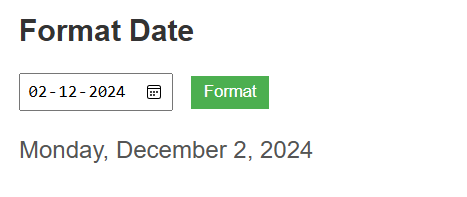 Format Date
02-12-2024 Format
Monday, December 2, 2024